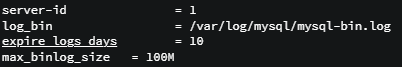 server-id = 1
log_bin = /var/log/mysql/mysql-bin.log
expire_logs_days = 10
max_binlog_size = 100M